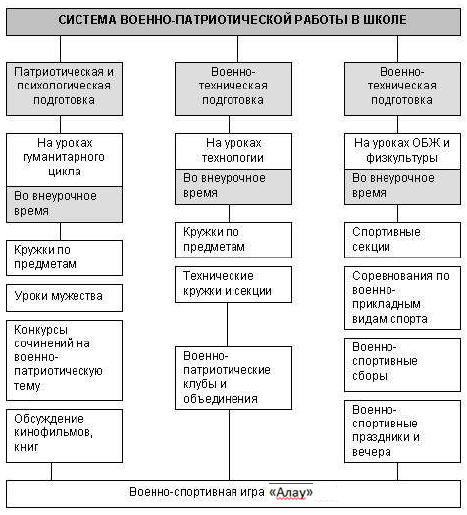 СИСТЕМА ВОЕННО-ПАТРИОТИЧЕСКОЙ РАБОТЫ В ШКОЛЕ
Патриотическая и
психологическая
подготовка
На уроках
гуманитарного
цикла
Во внеурочное
время
Кружки по
предметам
Уроки мужества
Конкурсы
сочинений на
военно-
патриотическую
тему
Обсуждение
кинофильмов,
книг
Военно-
техническая
подготовка
На уроках
технологии
Во внеурочное
время
Кружки по
предметам
Технические
кружки и секции
Военно-
патриотические
клубы и
объединения
Военно-
техническая
подготовка
На уроках ОБЖ и
физкультуры
Во внеурочное
время
Спортивные
секции
Соревнования по
военно-
прикладным
видам спорта
Военно-
спортивные
сборы
Военно-
спортивные
праздники и
вечера
Военно-спортивная игра «Алау»